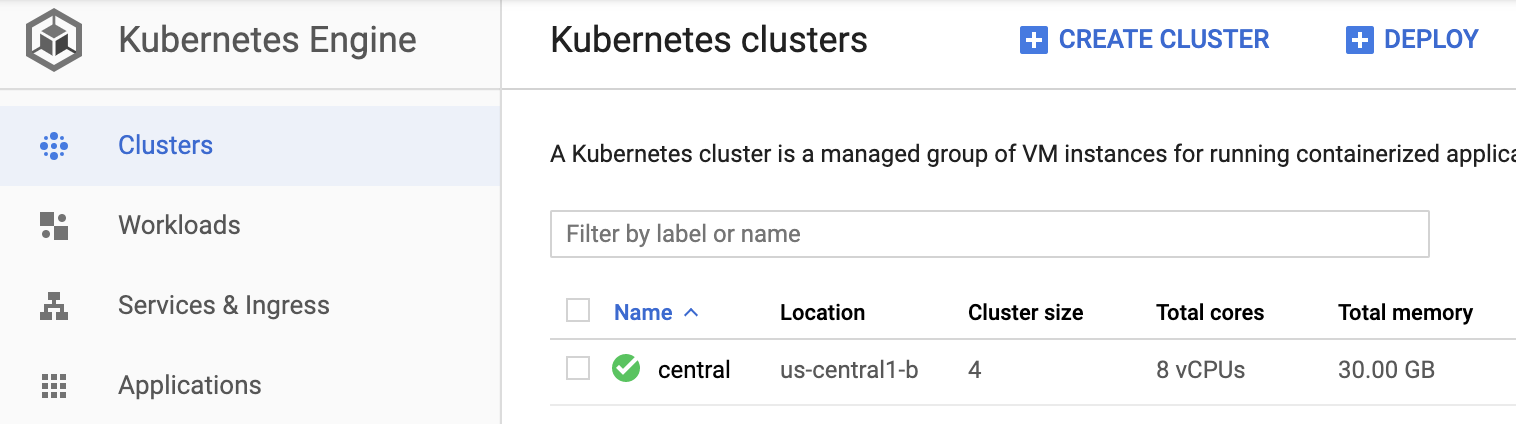 Kubernetes Engine
Kubernetes clusters
CREATE CLUSTER
DEPLOY
Clusters
Workloads
Services & Ingress
Applications
A Kubernetes cluster is a managed group of VM instances for running containerized applica
Filter by label or name
Name Location Cluster size Total cores Total memory
central us-central1-b 4 8 vCPUs 30.00 GB